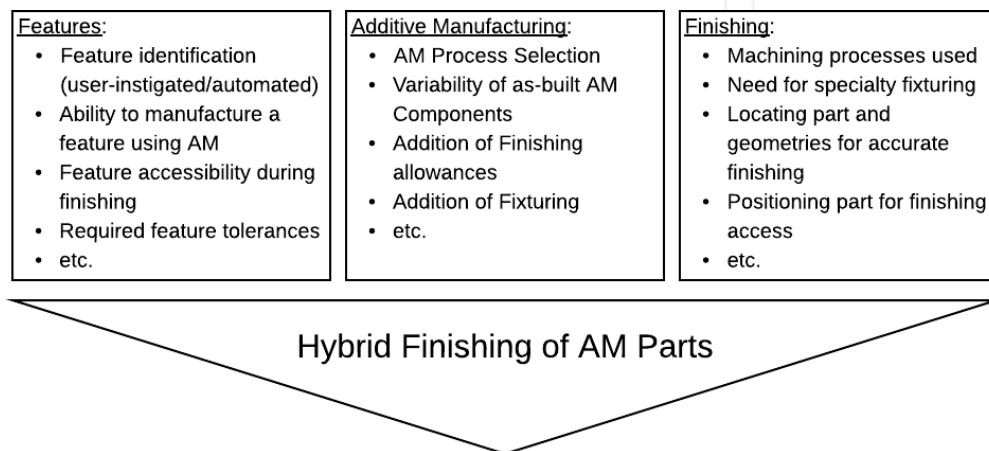 Features:
• Feature identification
(user-instigated/automated)
• Ability to manufacture a
feature using AM
• Feature accessibility during
finishing
• Required feature tolerances
• etc.
Additive Manufacturing:
• AM Process Selection
• Variability of as-built AM
Components
• Addition of Finishing
allowances
• Addition of Fixturing
• etc.
Finishing:
• Machining processes used
• Need for specialty fixturing
• Locating part and
geometries for accurate
finishing
• Positioning part for finishing
access
• etc.
Hybrid Finishing of AM Parts